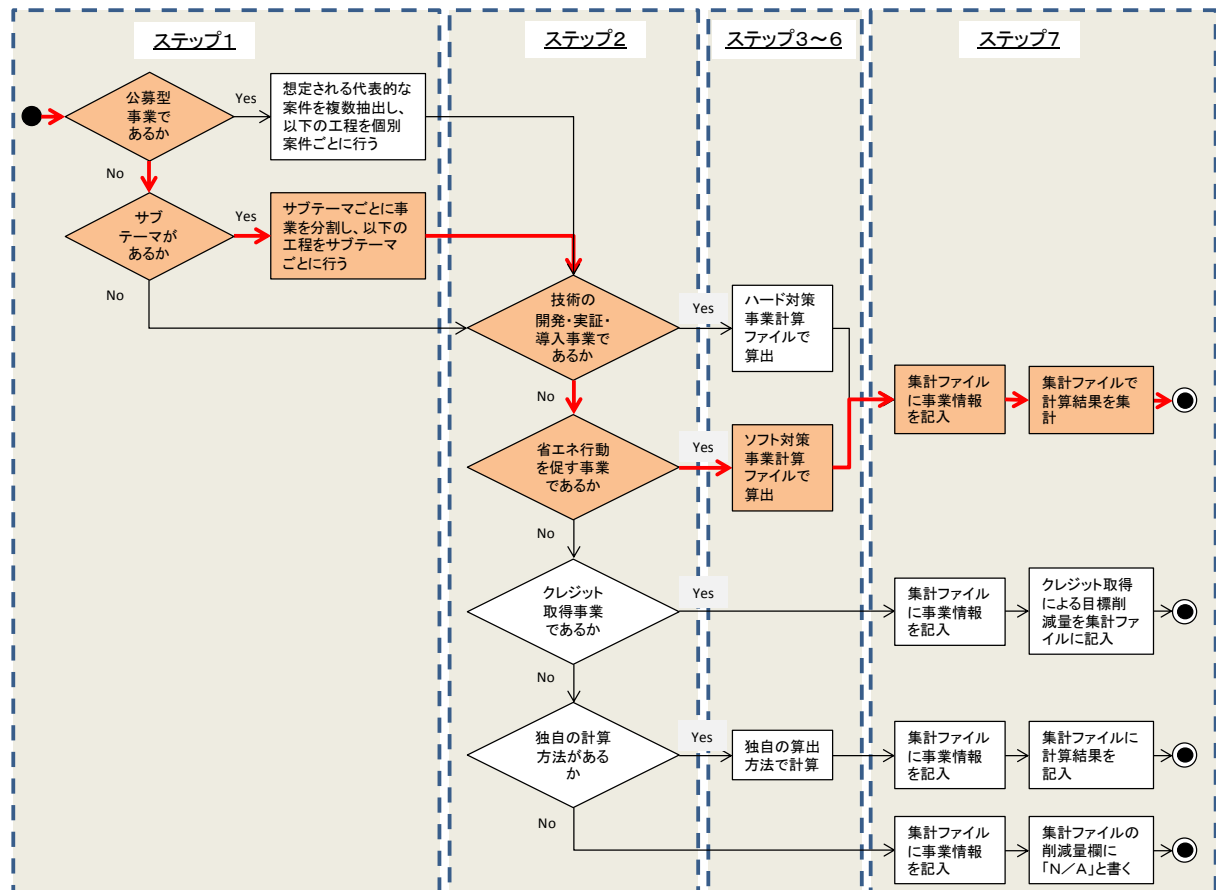 ステップ1
ステップ2
ステップ3～6
ステップ7
公募型
事業で
あるか
Yes
想定される代表的な
案件を複数抽出し、
以下の工程を個別
案件ごとに行う
No
サブ
テーマが
あるか
Yes
サブテーマごとに事
業を分割し、以下の
工程をサブテーマ
ごとに行う
No
技術の
開発・実証・
導入事業で
あるか
Yes
ハード対策
事業計算
ファイルで
算出
No
省エネ行動
を促す事業
であるか
Yes
ソフト対策
事業計算
ファイルで
算出
集計ファイル
に事業情報
を記入
集計ファイルで
計算結果を集
計
No
クレジット
取得事業
であるか
Yes
集計ファイル
に事業情報
を記入
クレジット取得
による目標削
減量を集計ファ
イルに記入
No
独自の計算
方法がある
か
Yes
独自の算出
方法で計算
集計ファイル
に事業情報
を記入
集計ファイルに
計算結果を
記入
No
集計ファイル
に事業情報
を記入
集計ファイルの
削減量欄に
「N／A」と書く